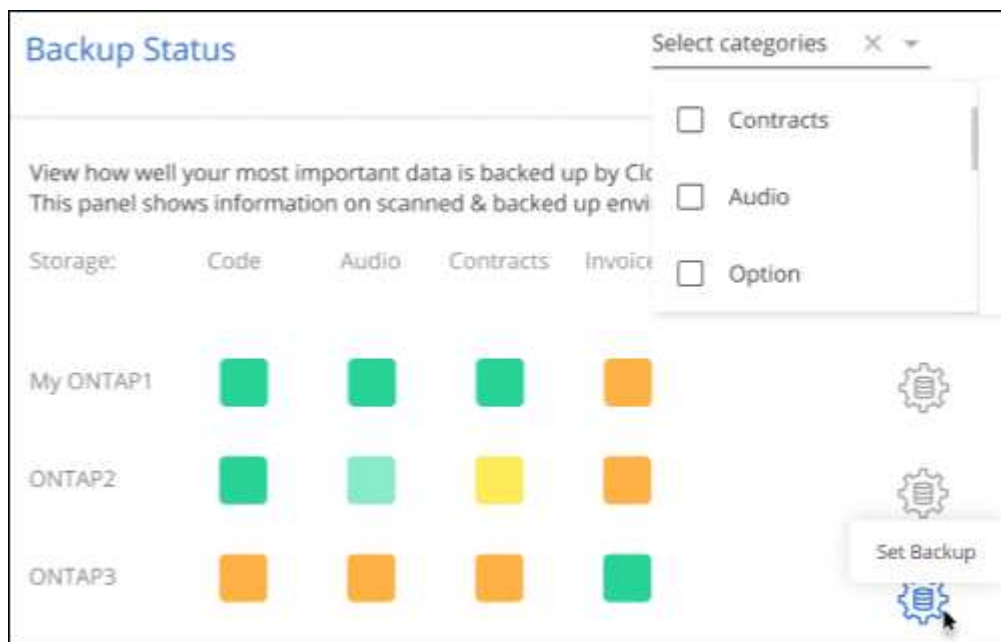 Backup Status
Select categories
Contracts
View how well your most important data is backed up by
This panel shows information on scanned & backed up
Audio
Storage: Code Audio Contracts Invoice
Option
My ONTAP1
ONTAP2
Set Backup
ONTAP3